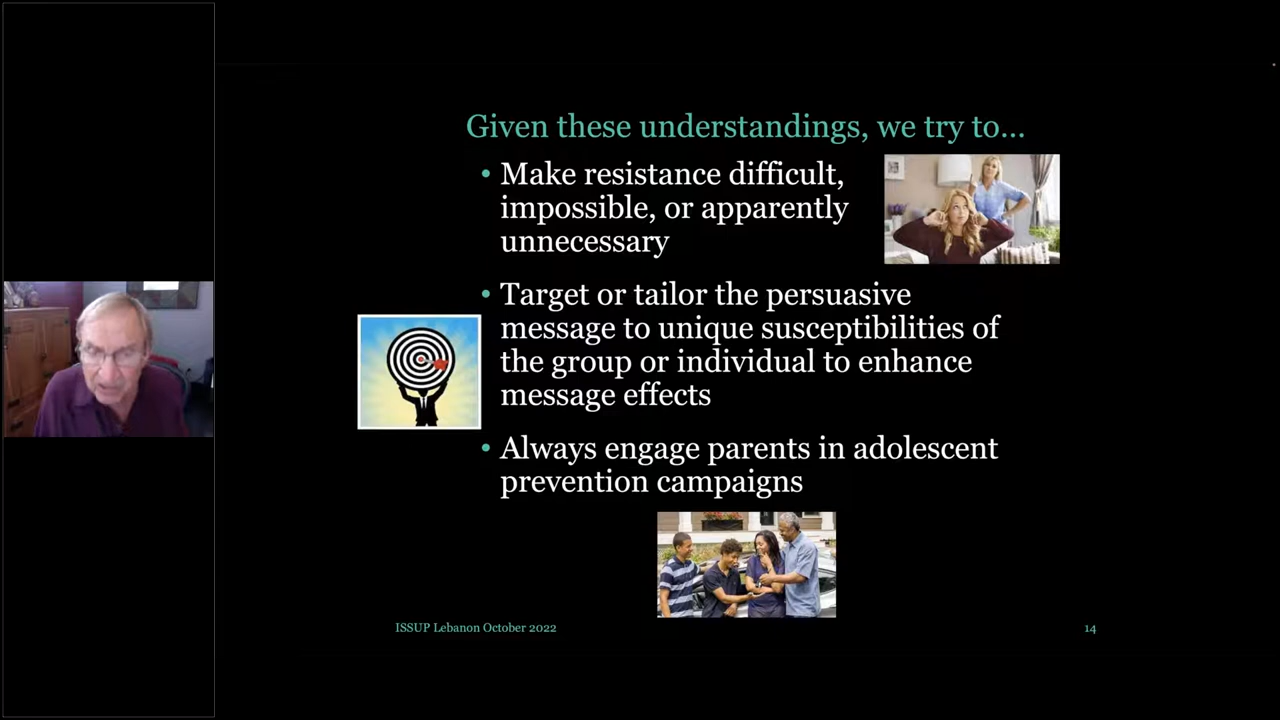 Given these understandings, we try to...
• Make resistance difficult,
impossible, or apparently
unnecessary
• Target or tailor the persuasive
message to unique susceptibilities of
the group or individual to enhance
message effects
• Always engage parents in adolescent
prevention campaigns
ISSUP Lebanon October 2022
14